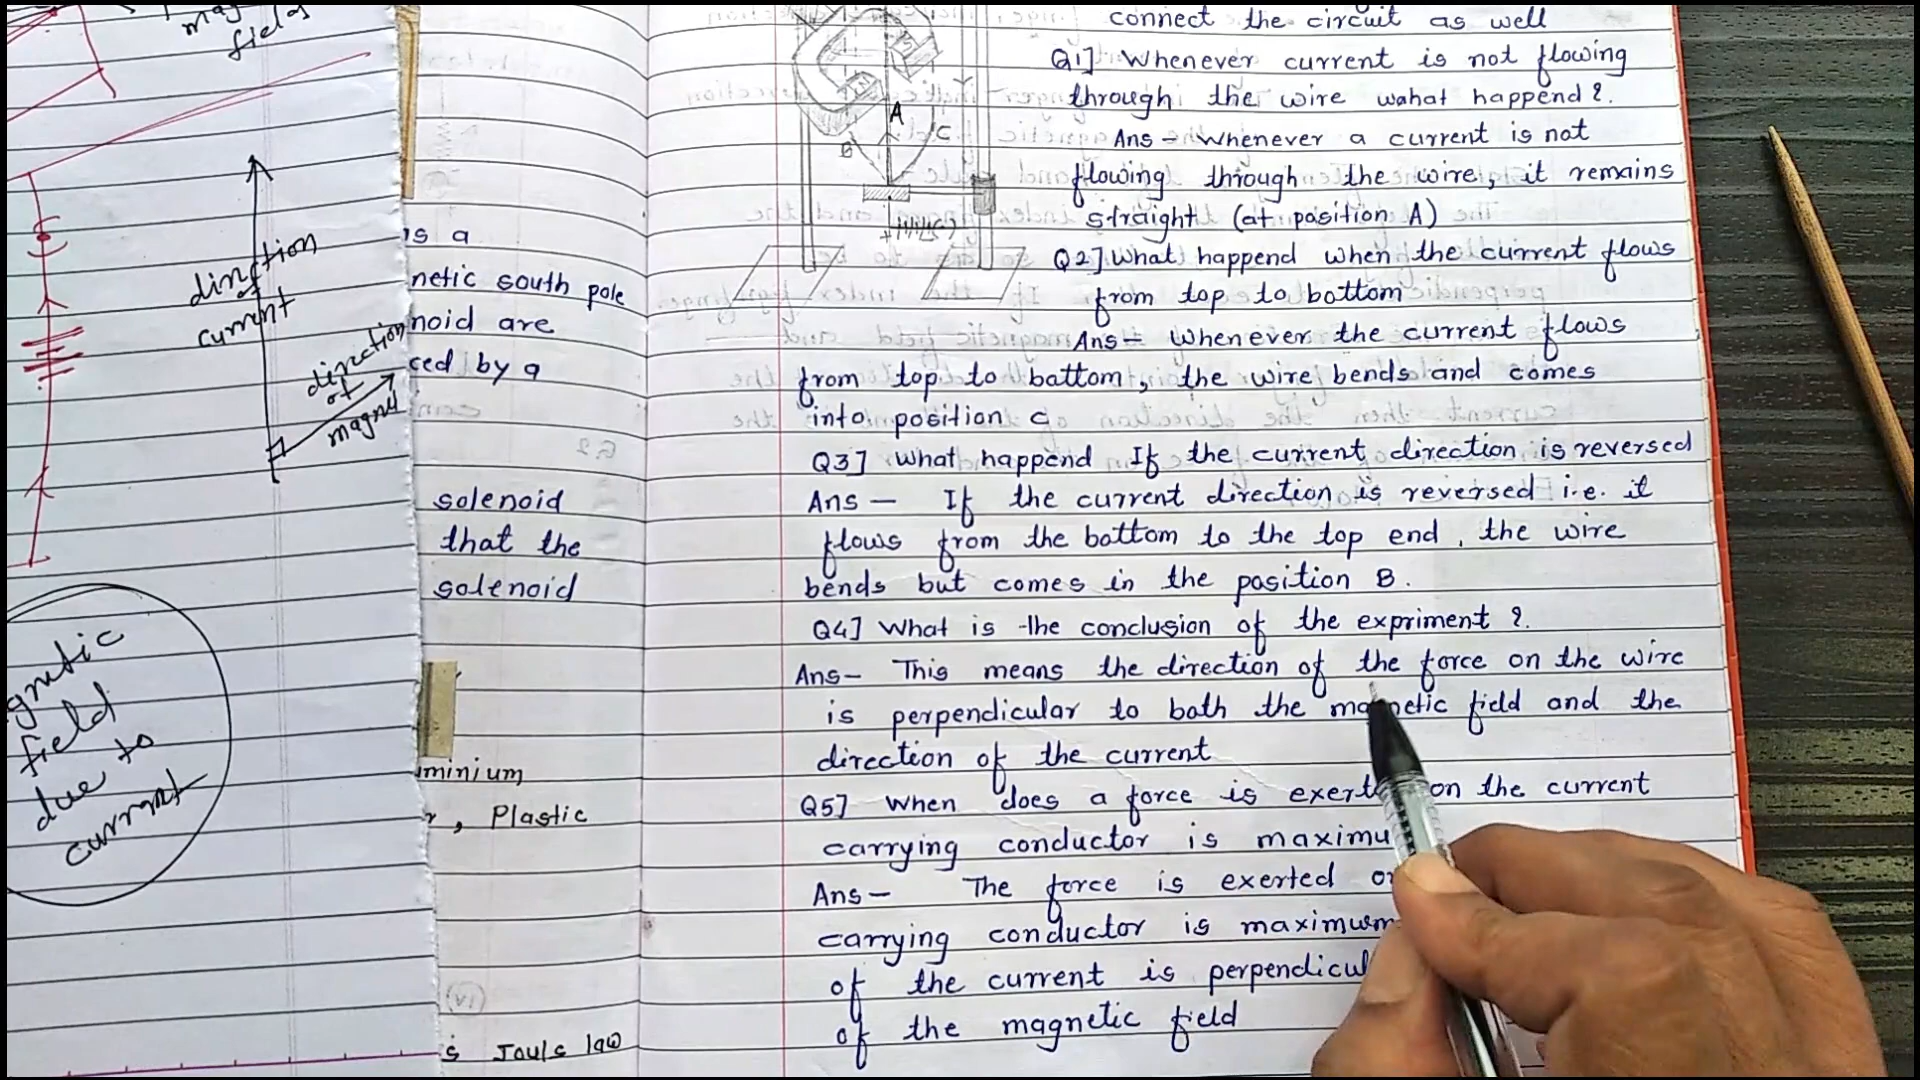 magnetic
field
direction
of
current
direction
of
magnet
gnetic
field
due to
current
is a
netic south pole
noid are
ced by a
solenoid
that the
solenoid
minium
r, Plastic
(vi)
s Jouls law
A
B
C
connect the circuit as well
Q1] Whenever current is not flowing
through the wire wahat happend?
Ans - Whenever a current is not
flowing through the wire, it remains
straight (at position A)
Q2] What happend when the current flows
from top to bottom
Ans - Whenever the current flows
from top to battom, the wire bends and comes
into position C
Q3] What happend If the current direction is reversed
Ans - If the current direction is reversed i.e. it
flows from the bottom to the top end, the wire
bends but comes in the position B.
Q4] What is the conclusion of the expriment?
Ans- This means the direction of the force on the wire
is perpendicular to both the magnetic field and the
direction of the current
Q5] When does a force is exerte on the current
carrying conductor is maximu
Ans- The force is exerted o
carrying conductor is maximum
of the current is perpendicul
of the magnetic field